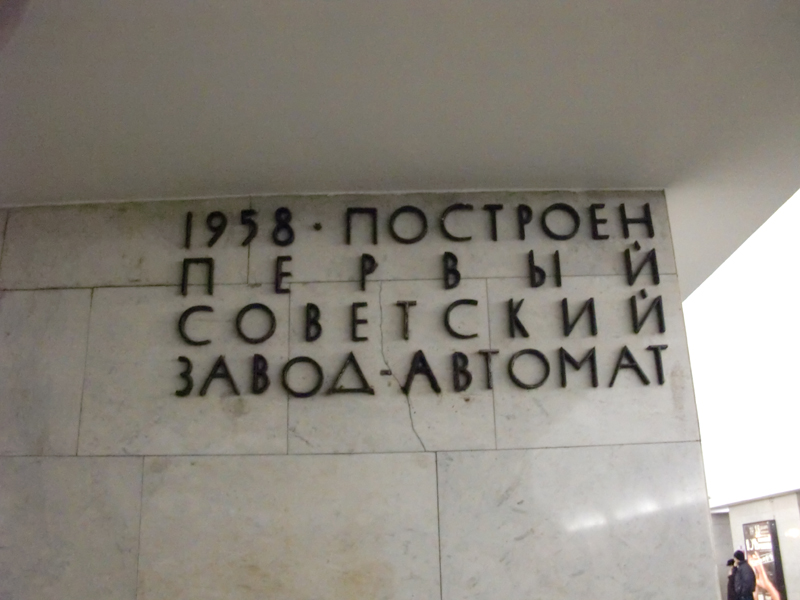 1958 · ПОСТРОЕН
ПЕРВЫЙ
СОВЕТСКИЙ
ЗАВОД-АВТОМАТ